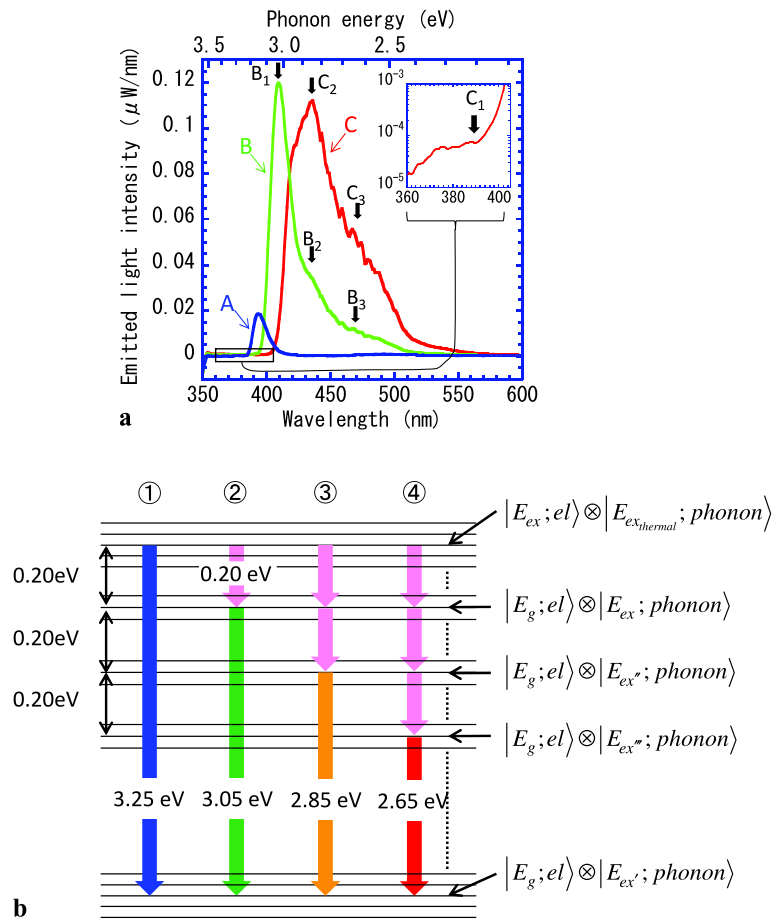 Phonon energy (eV)
3.5 3.0 2.5
Emitted light intensity (μW/nm)
0.12
0.1
0.08
0.06
0.04
0.02
0
B1
C2
B
C
C3
B2
B3
A
10-3
10-4
10-5
C1
360 380 400
350 400 450 500 550 600
Wavelength (nm)
a
① ② ③ ④
|Eex;el⟩⊗|Eexthermal;phonon⟩
0.20eV
0.20 eV
|Eg;el⟩⊗|Eex;phonon⟩
0.20eV
|Eg;el⟩⊗|Eex″;phonon⟩
0.20eV
|Eg;el⟩⊗|Eex‴;phonon⟩
3.25 eV 3.05 eV 2.85 eV 2.65 eV
|Eg;el⟩⊗|Eex′;phonon⟩
b